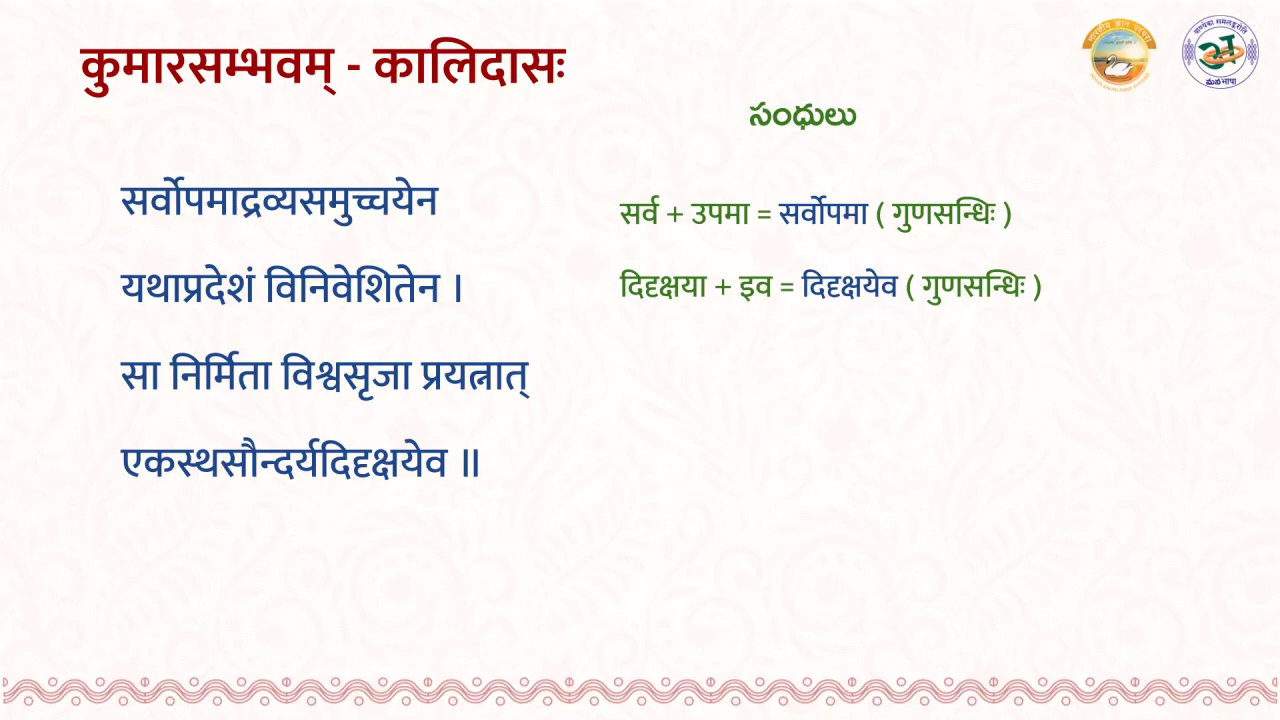 कुमारसम्भवम् - कालिदासः
సంధులు
सर्वोपमाद्रव्यसमुच्चयेन
यथाप्रदेशं विनिवेशितेन ।
सा निर्मिता विश्वसृजा प्रयत्नात्
एकस्थसौन्दर्यदिदृक्षयेव ॥
सर्व + उपमा = सर्वोपमा ( गुणसन्धिः )
दिदृक्षया + इव = दिदृक्षयेव ( गुणसन्धिः )